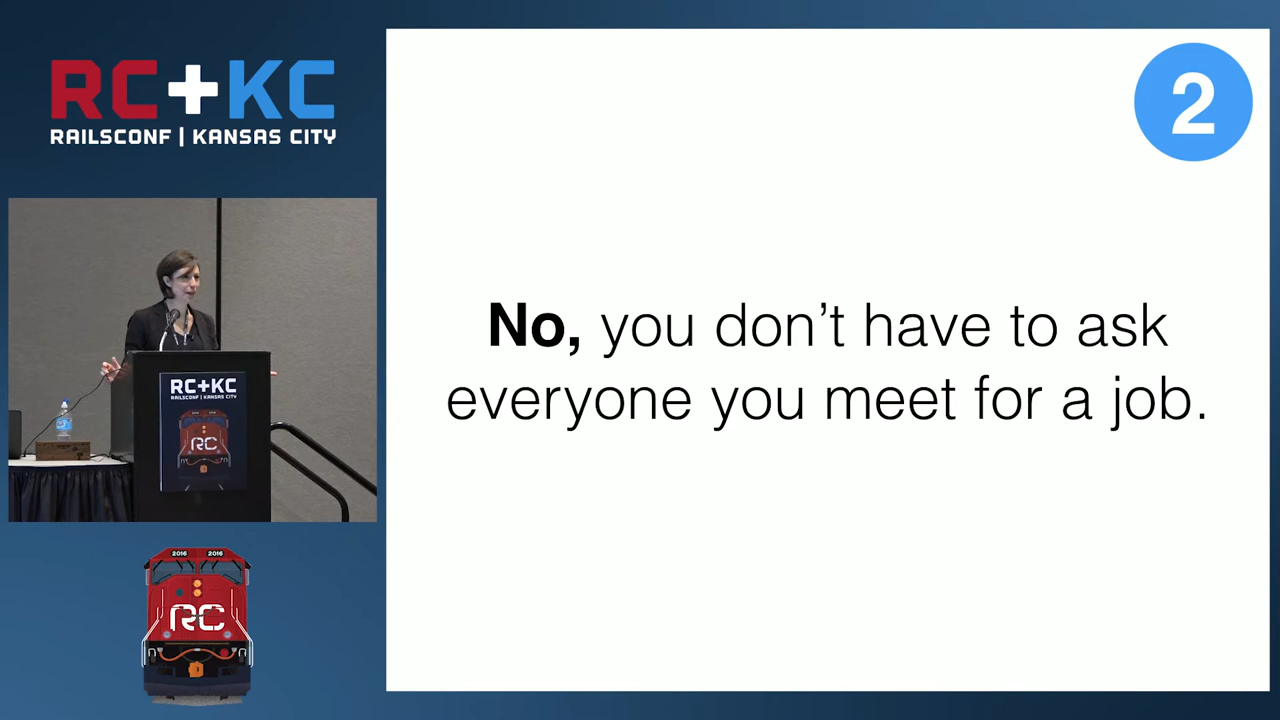 RC+KC
RAILSCONF | KANSAS CITY
2
No, you don’t have to ask
everyone you meet for a job.
RC+KC
RAILSCONF | KANSAS CITY
RC
2016 2016
RC